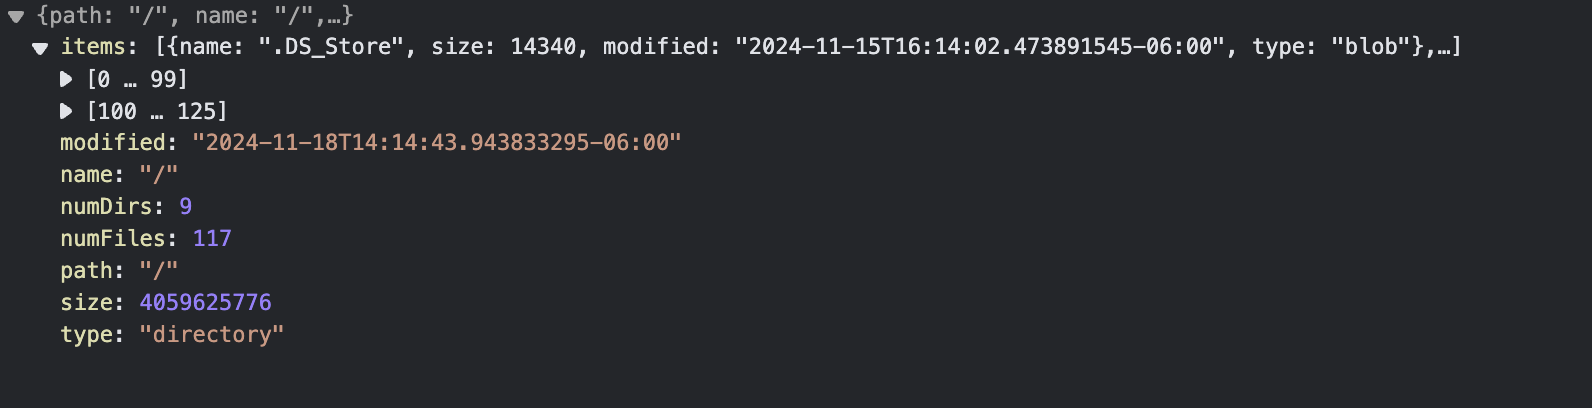 {path: "/", name: "/",…}
items: [{name: ".DS_Store", size: 14340, modified: "2024-11-15T16:14:02.473891545-06:00", type: "blob"},…]
[0 … 99]
[100 … 125]
modified: "2024-11-18T14:14:43.943833295-06:00"
name: "/"
numDirs: 9
numFiles: 117
path: "/"
size: 4059625776
type: "directory"